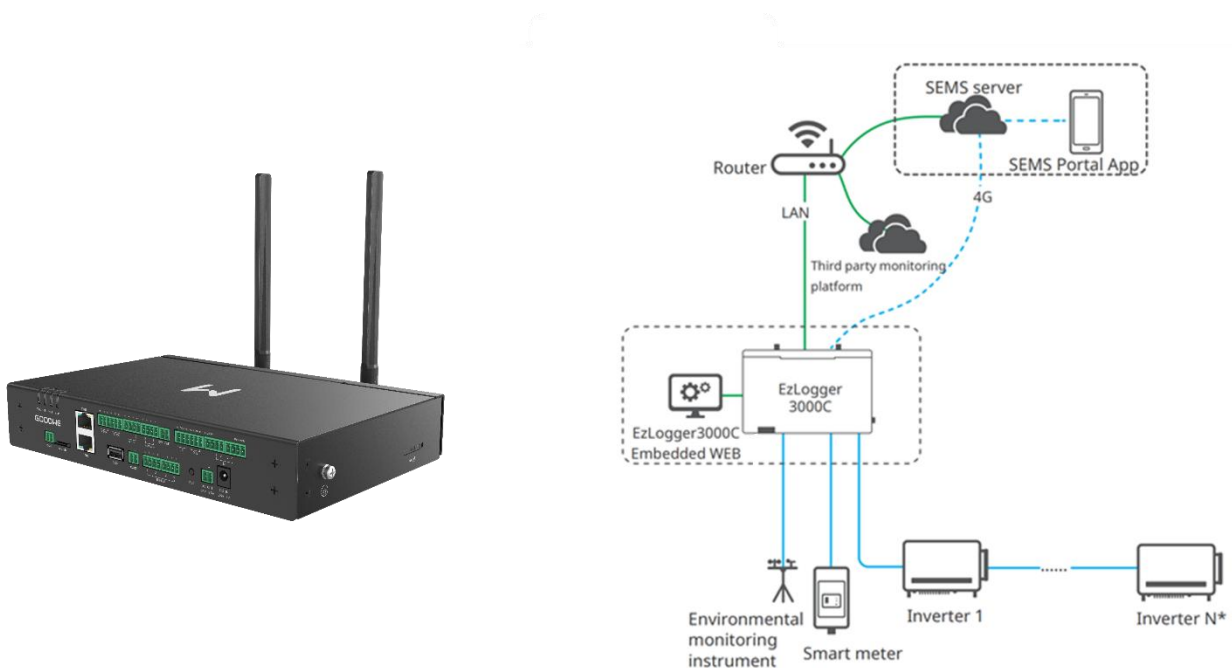 GOODWE
SEMS server
SEMS Portal App
Router
4G
LAN
Third party monitoring
platform
EzLogger
3000C
EzLogger3000C
Embedded WEB
Environmental
monitoring
instrument
Smart meter
Inverter 1
......
Inverter N*